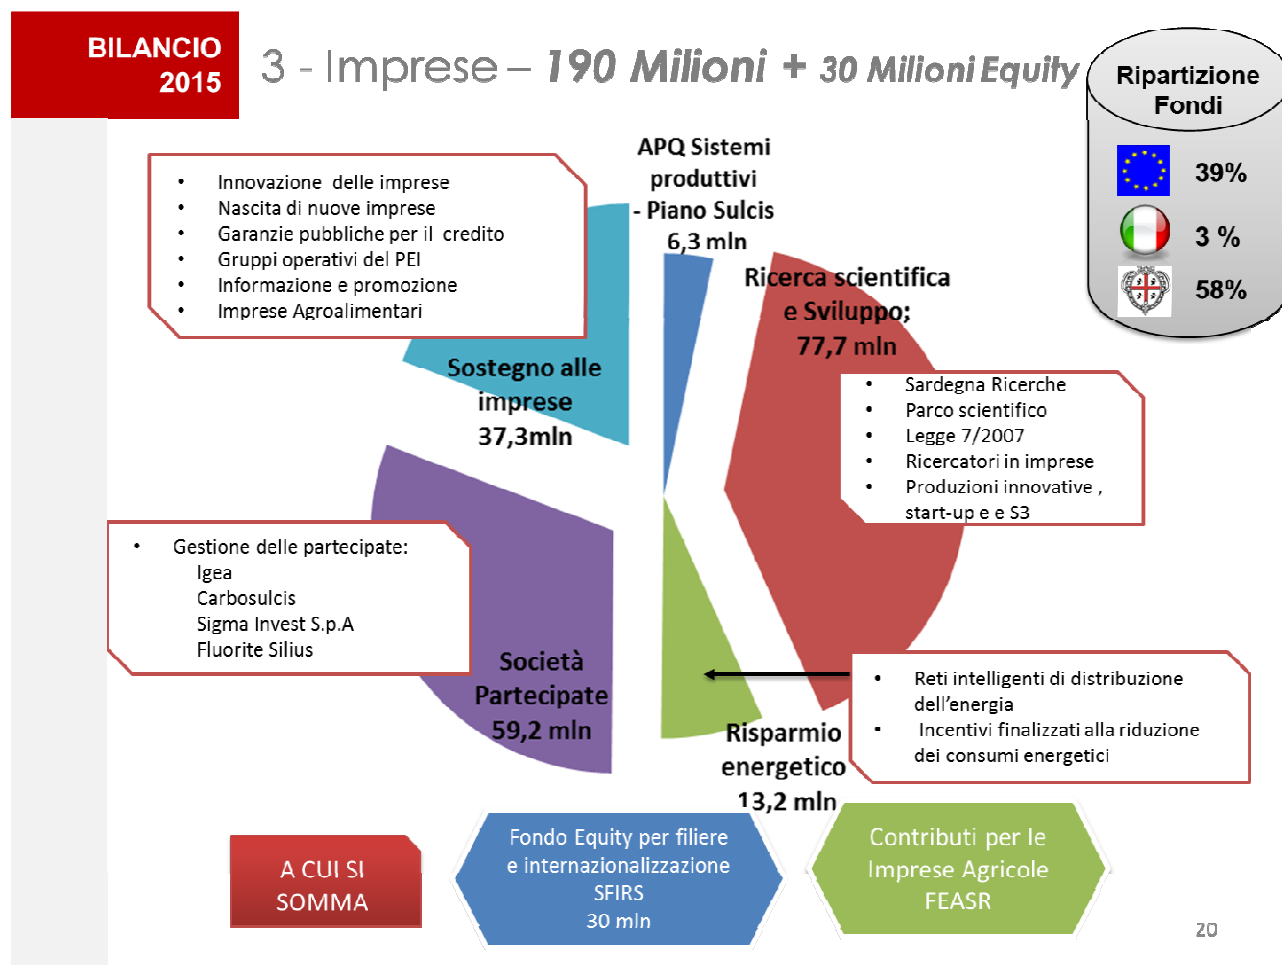 BILANCIO
2015
3 - Imprese – 190 Milioni + 30 Milioni Equity
Ripartizione
Fondi
39%
3 %
58%
APQ Sistemi
produttivi
- Piano Sulcis
6,3 mln
• Innovazione delle imprese
• Nascita di nuove imprese
• Garanzie pubbliche per il credito
• Gruppi operativi del PEI
• Informazione e promozione
• Imprese Agroalimentari
Ricerca scientifica
e Sviluppo;
77,7 mln
Sostegno alle
imprese
37,3mln
• Sardegna Ricerche
• Parco scientifico
• Legge 7/2007
• Ricercatori in imprese
• Produzioni innovative ,
start-up e e S3
• Gestione delle partecipate:
Igea
Carbosulcis
Sigma Invest S.p.A
Fluorite Silius
Società
Partecipate
59,2 mln
• Reti intelligenti di distribuzione
dell’energia
• Incentivi finalizzati alla riduzione
dei consumi energetici
Risparmio
energetico
13,2 mln
A CUI SI
SOMMA
Fondo Equity per filiere
e internazionalizzazione
SFIRS
30 mln
Contributi per le
Imprese Agricole
FEASR
20